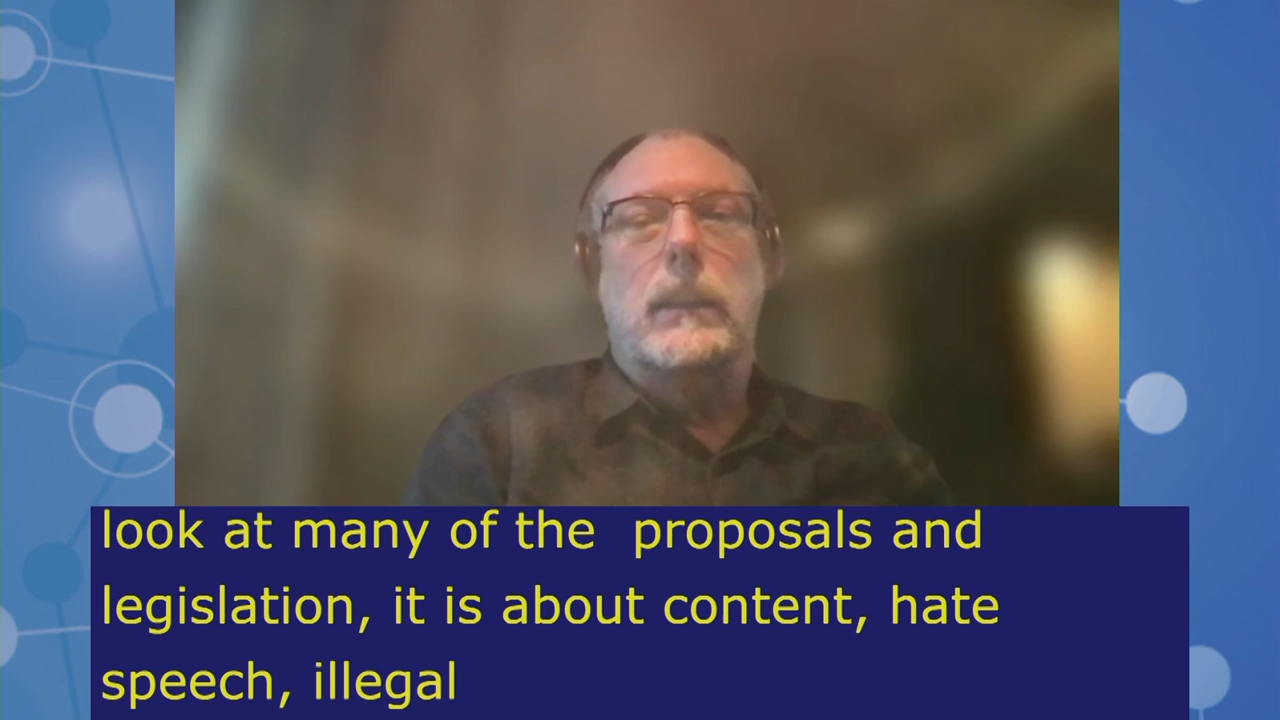 look at many of the  proposals and
legislation, it is about content, hate
speech, illegal